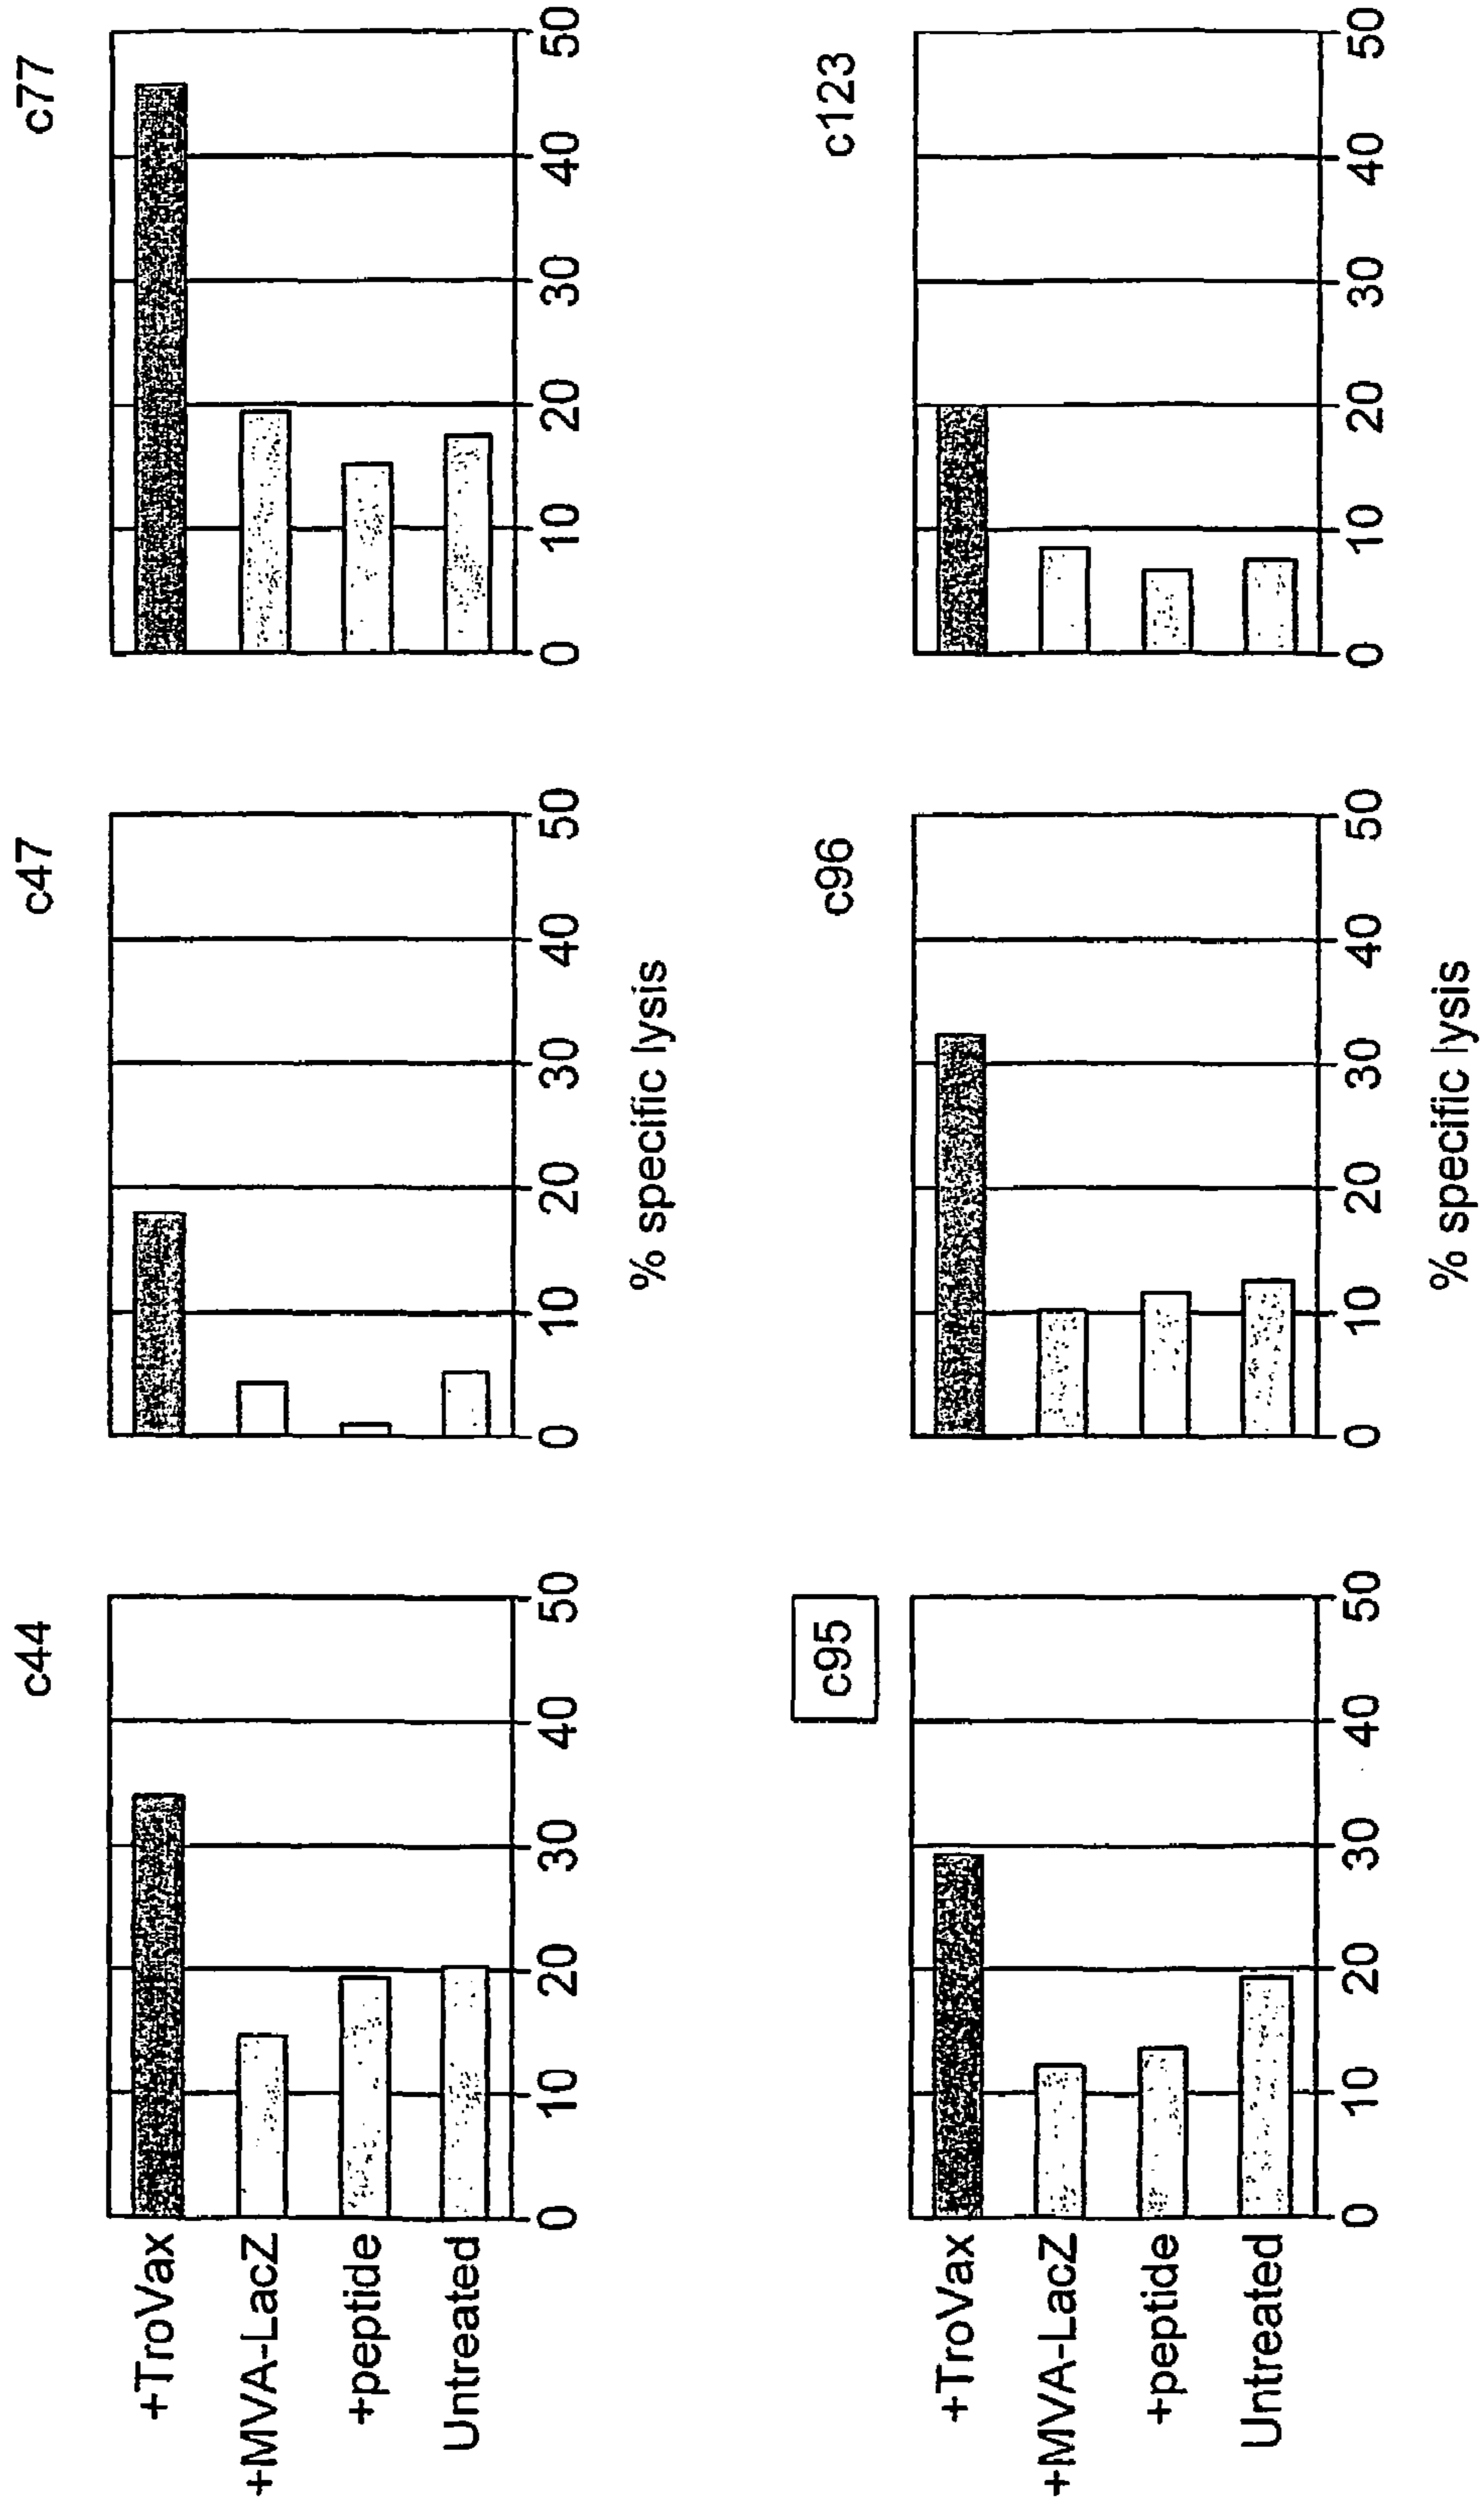 c44
c47
c77
+TroVax
+MVA-LacZ
+peptide
Untreated
0 10 20 30 40 50
0 10 20 30 40 50
0 10 20 30 40 50
% specific lysis
c95
c96
c123
+TroVax
+MVA-LacZ
+peptide
Untreated
0 10 20 30 40 50
0 10 20 30 40 50
0 10 20 30 40 50
% specific lysis